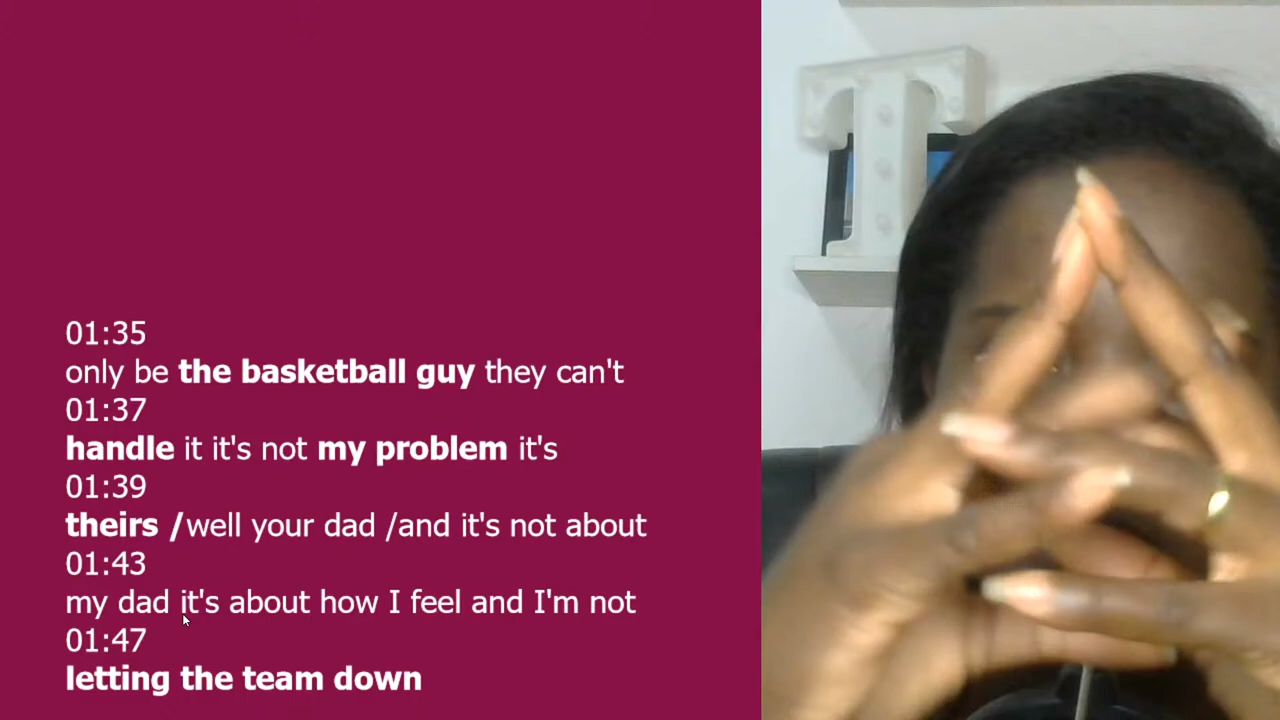 T
01:35
only be the basketball guy they can't
01:37
handle it it's not my problem it's
01:39
theirs /well your dad /and it's not about
01:43
my dad it's about how I feel and I'm not
01:47
letting the team down